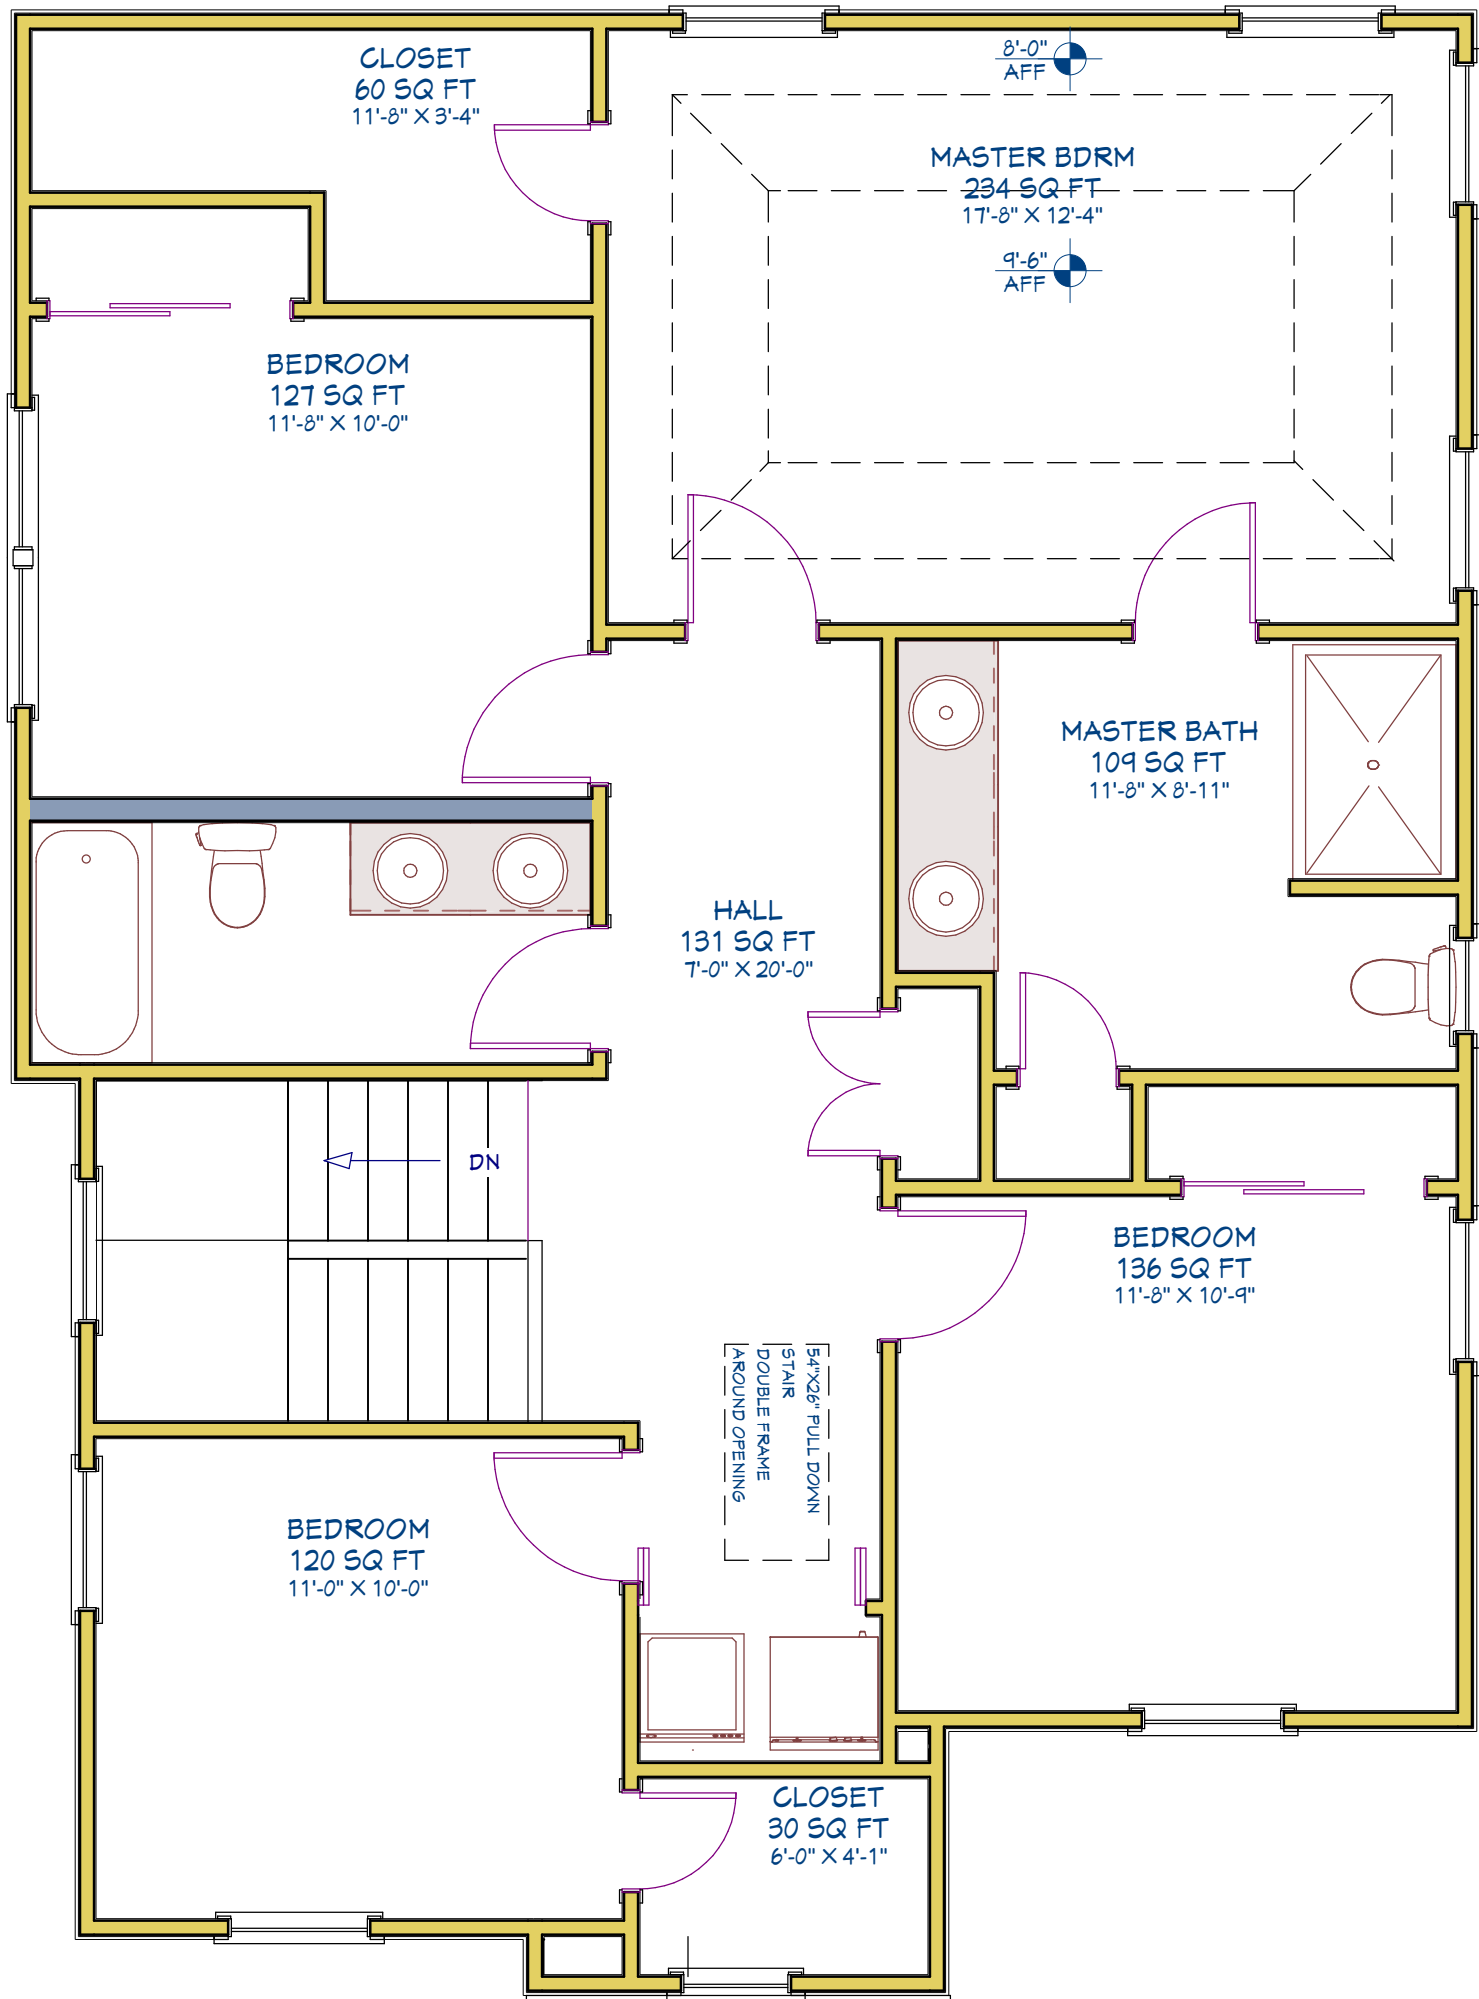 CLOSET
60 SQ FT
11'-8" X 3'-4"
8'-0"
AFF
MASTER BDRM
234 SQ FT
17'-8" X 12'-4"
9'-6"
AFF
BEDROOM
127 SQ FT
11'-8" X 10'-0"
MASTER BATH
109 SQ FT
11'-8" X 8'-11"
HALL
131 SQ FT
7'-0" X 20'-0"
DN
BEDROOM
136 SQ FT
11'-8" X 10'-9"
54"X26" PULL DOWN
STAIR
DOUBLE FRAME
AROUND OPENING
BEDROOM
120 SQ FT
11'-0" X 10'-0"
CLOSET
30 SQ FT
6'-0" X 4'-1"